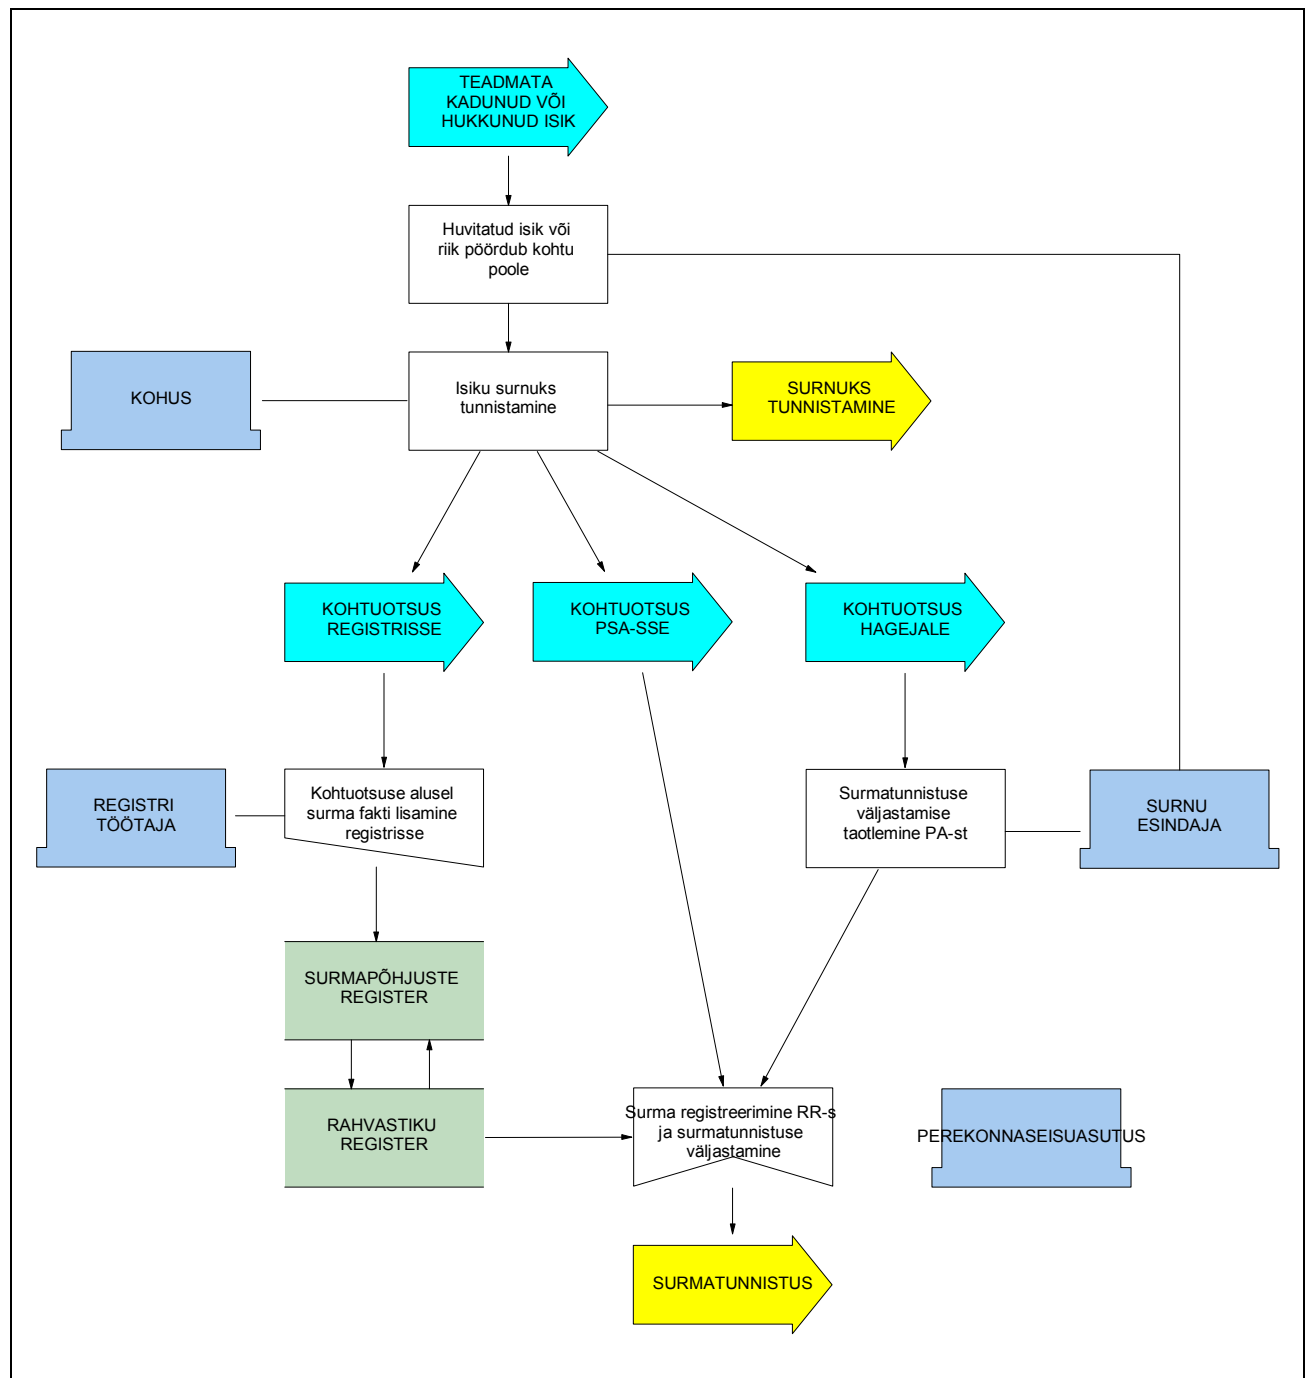 TEADMATA
KADUNUD VÕI
HUKKUNUD ISIK
Huvitatud isik või
riik pöördub kohtu
poole
KOHUS
Isiku surnuks
tunnistamine
SURNUKS
TUNNISTAMINE
KOHTUOTSUS
REGISTRISSE
KOHTUOTSUS
PSA-SSE
KOHTUOTSUS
HAGEJALE
REGISTRI
TÖÖTAJA
Kohtuotsuse alusel
surma fakti lisamine
registrisse
Surmatunnistuse
väljastamise
taotlemine PA-st
SURNU
ESINDAJA
SURMAPÕHJUSTE
REGISTER
RAHVASTIKU
REGISTER
Surma registreerimine RR-s
ja surmatunnistuse
väljastamine
PEREKONNASEISUASUTUS
SURMATUNNISTUS